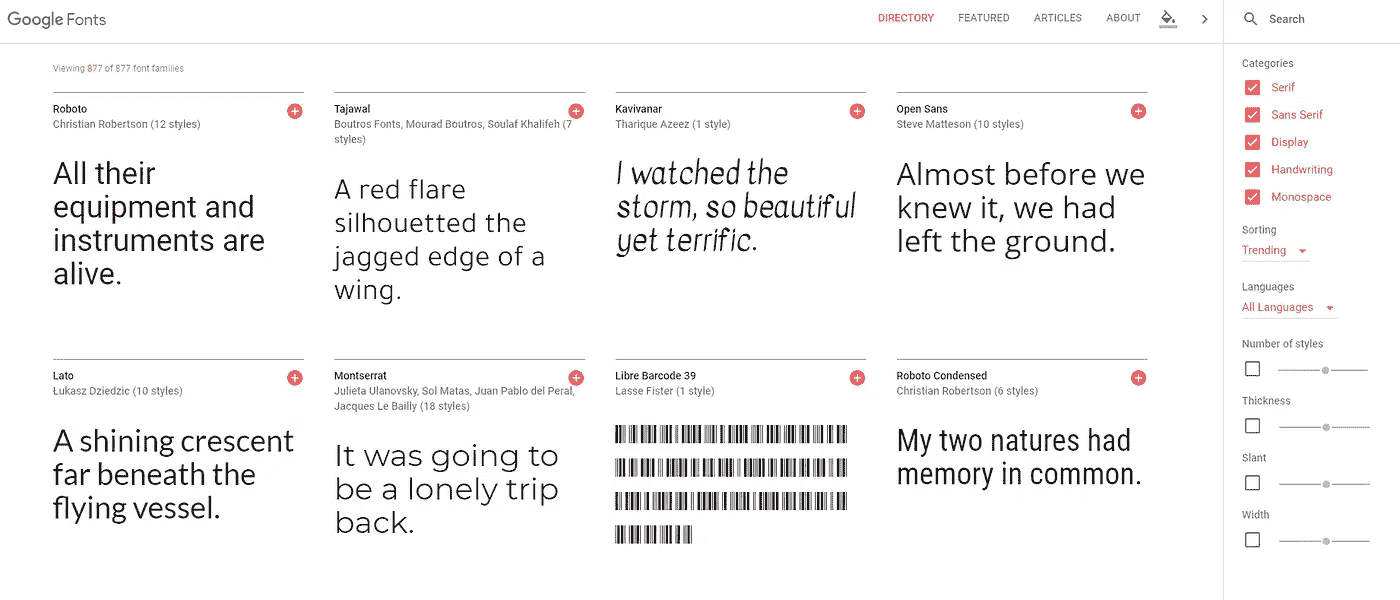 Google Fonts
DIRECTORY
FEATURED
ARTICLES
ABOUT
Search
Viewing 877 of 877 font families
Roboto
Christian Robertson (12 styles)
All their
equipment and
instruments are
alive.
Tajawal
Boutros Fonts, Mourad Boutros, Soulaf Khalifeh (7
styles)
A red flare
silhouetted the
jagged edge of a
wing.
Kavivanar
Tharique Azeez (1 style)
I watched the
storm, so beautiful
yet terrific.
Open Sans
Steve Matteson (10 styles)
Almost before we
knew it, we had
left the ground.
Lato
Łukasz Dziedzic (10 styles)
A shining crescent
far beneath the
flying vessel.
Montserrat
Julieta Ulanovsky, Sol Matas, Juan Pablo del Peral,
Jacques Le Bailly (18 styles)
It was going to
be a lonely trip
back.
Libre Barcode 39
Lasse Fister (1 style)
Roboto Condensed
Christian Robertson (6 styles)
My two natures had
memory in common.
Categories
Serif
Sans Serif
Display
Handwriting
Monospace
Sorting
Trending
Languages
All Languages
Number of styles
Thickness
Slant
Width